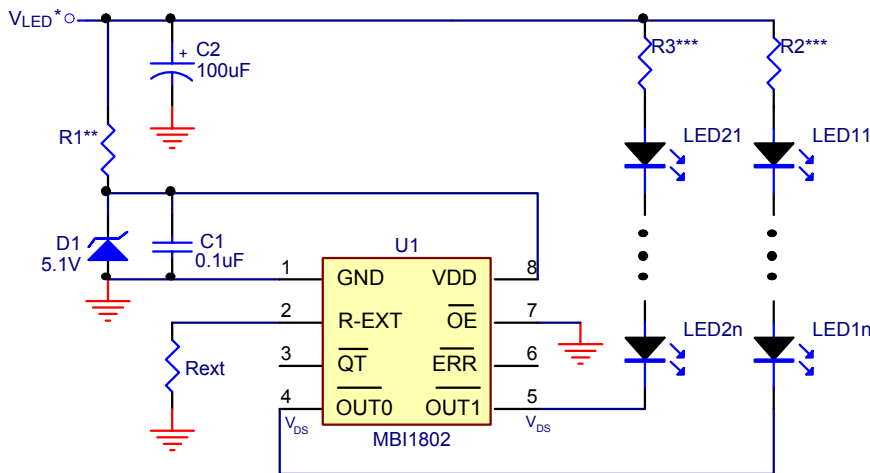 VLED*
+
C2
100uF
R3***
R2***
R1**
LED21
LED11
D1
5.1V
C1
0.1uF
U1
1
GND
VDD
8
2
R-EXT
OE
7
3
QT
ERR
6
Rext
4
OUT0
OUT1
5
VDS
VDS
MBI1802
LED2n
LED1n